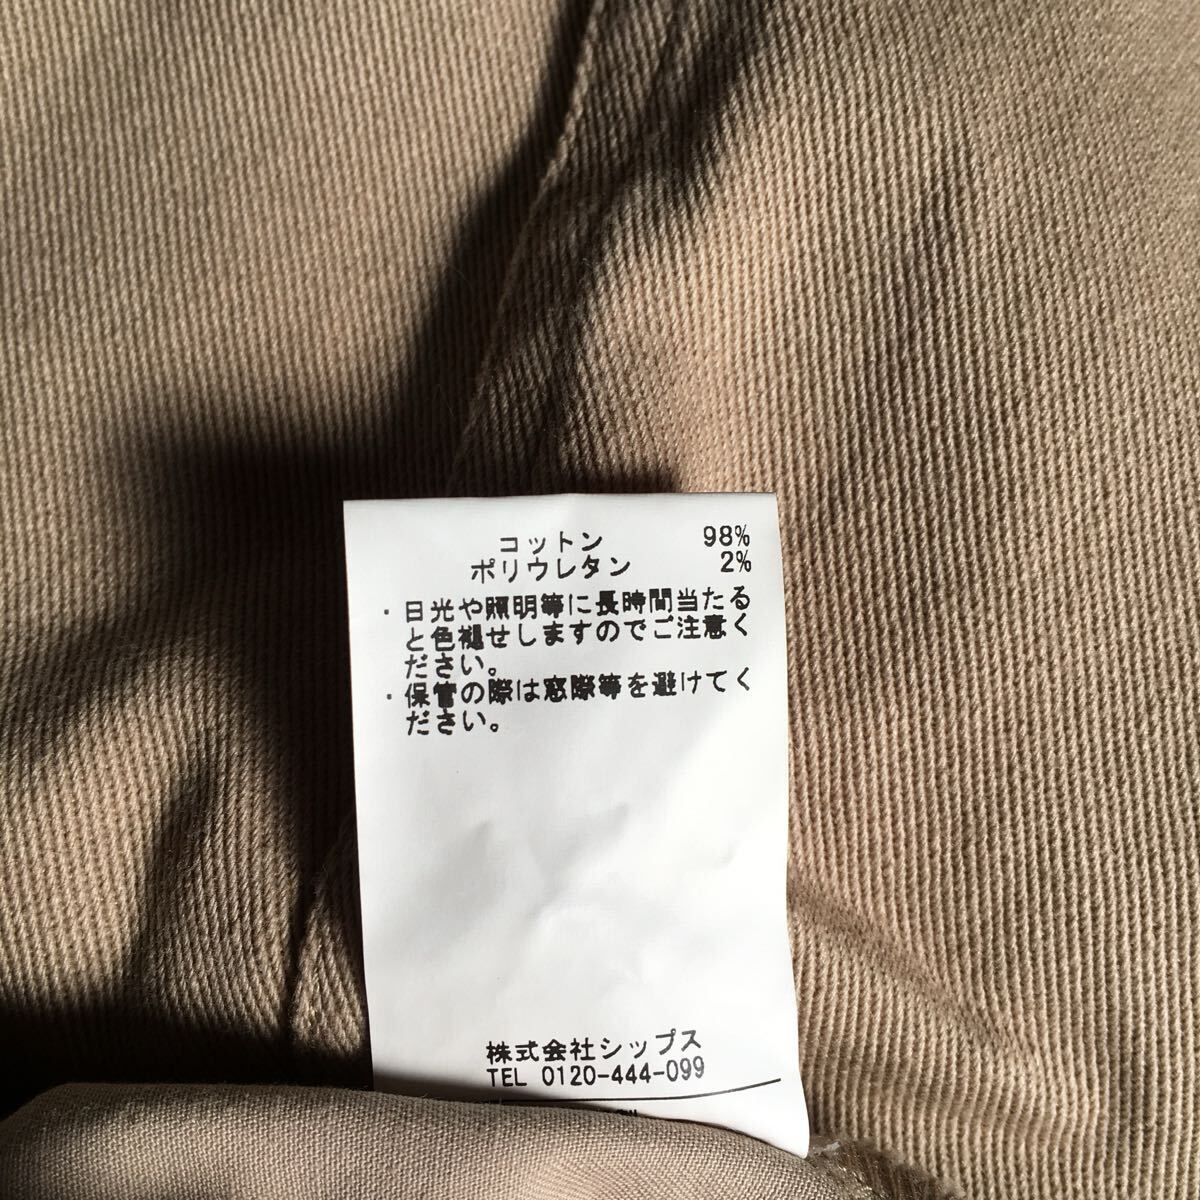 コットン 98%
ポリウレタン 2%
・日光や照明等に長時間当たる
と色褪せしますのでご注意く
ださい。
・保管の際は窓際等を避けてく
ださい。
株式会社シップス
TEL 0120-444-099